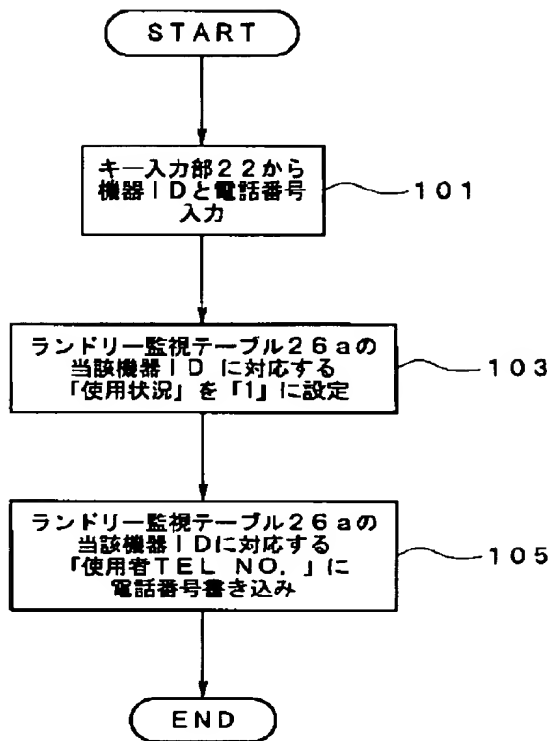 START
キー入力部22から
機器IDと電話番号
入力
101
ランドリー監視テーブル26aの
当該機器IDに対応する
「使用状況」を「1」に設定
103
ランドリー監視テーブル26aの
当該機器IDに対応する
「使用者TEL NO.」に
電話番号書き込み
105
END